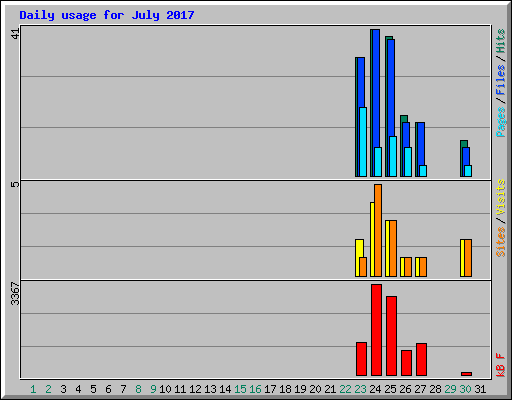 Daily usage for July 2017
41
5
3367
Pages / Files / Hits
Sites / Visits
kB F
1 2 3 4 5 6 7 8 9 10 11 12 13 14 15 16 17 18 19 20 21 22 23 24 25 26 27 28 29 30 31